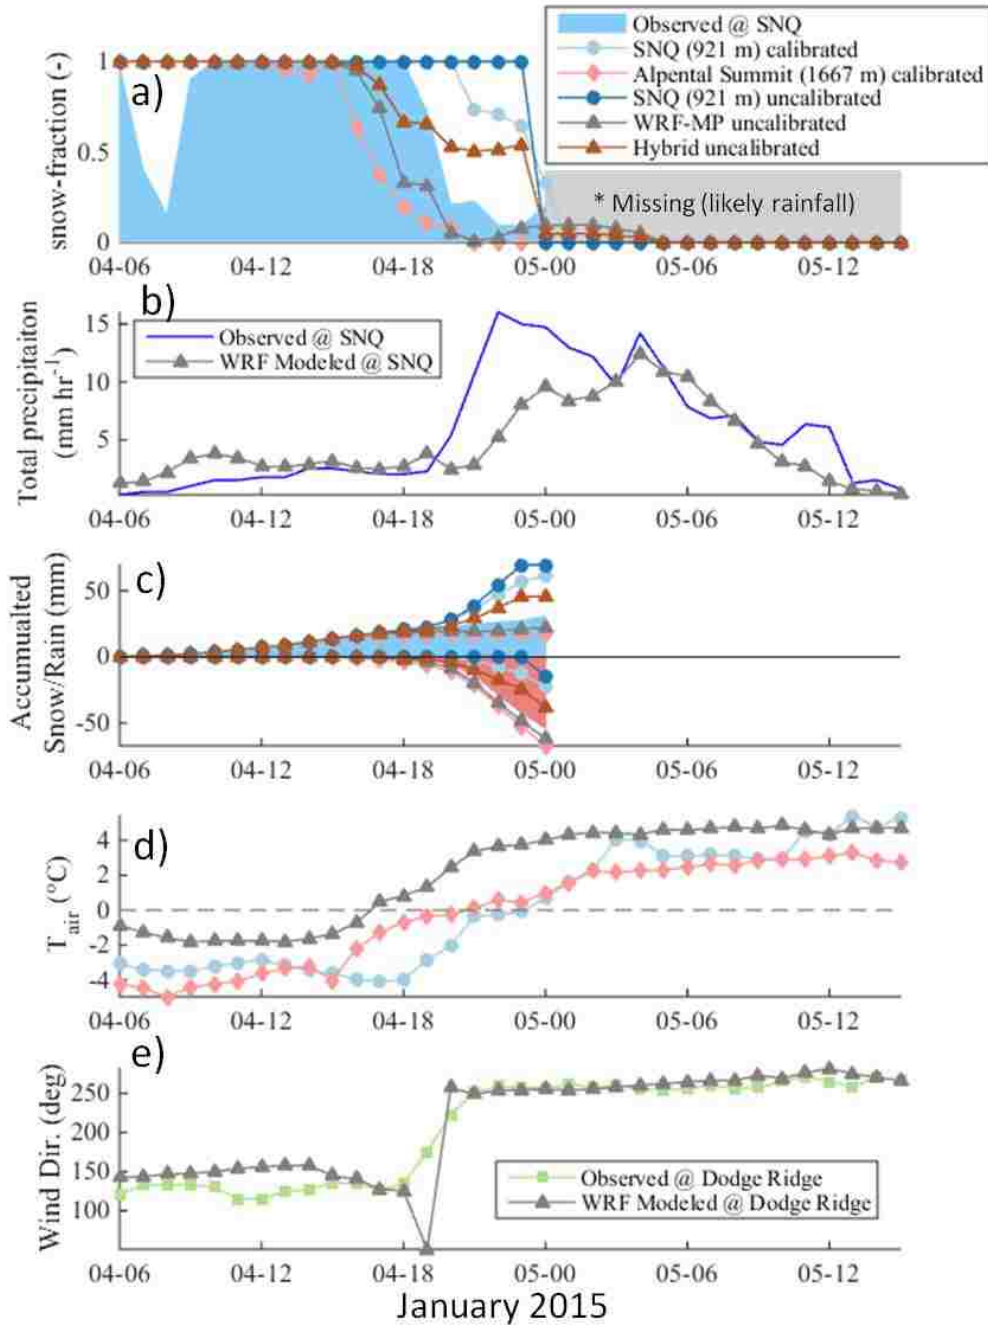 Observed @ SNQ
SNQ (921 m) calibrated
Alpental Summit (1667 m) calibrated
SNQ (921 m) uncalibrated
WRF-MP uncalibrated
Hybrid uncalibrated
a)
snow-fraction (-)
1
0.5
0
* Missing (likely rainfall)
04-06 04-12 04-18 05-00 05-06 05-12
b)
Total precipitaiton
(mm hr-1)
15
10
5
Observed @ SNQ
WRF Modeled @ SNQ
04-06 04-12 04-18 05-00 05-06 05-12
c)
Accumualted
Snow/Rain (mm)
50
0
-50
04-06 04-12 04-18 05-00 05-06 05-12
d)
Tair (°C)
4
2
0
-2
-4
04-06 04-12 04-18 05-00 05-06 05-12
e)
Wind Dir. (deg)
250
200
150
100
Observed @ Dodge Ridge
WRF Modeled @ Dodge Ridge
04-06 04-12 04-18 05-00 05-06 05-12
January 2015